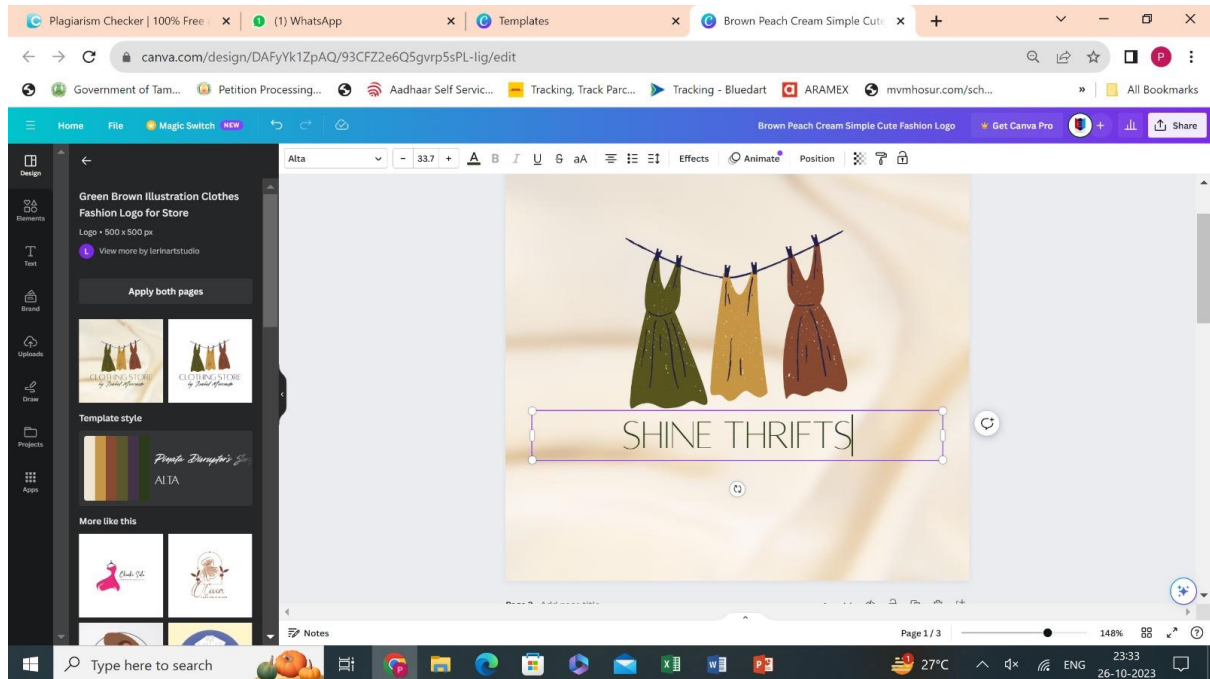 Plagiarism Checker | 100% Free
(1) WhatsApp
Templates
Brown Peach Cream Simple Cute
canva.com/design/DAFyYk1ZpAQ/93CFZ2e6Q5gvrp5sPL-lig/edit
P
Government of Tam...
Petition Processing...
Aadhaar Self Servic...
Tracking, Track Parc...
Tracking - Bluedart
ARAMEX
mvmhosur.com/sch...
»
All Bookmarks
Home
File
Magic Switch NEW
Brown Peach Cream Simple Cute Fashion Logo
Get Canva Pro
Share
Design
Elements
Text
Brand
Uploads
Draw
Projects
Apps
Alta
- 33.7 +
A B I U S aA
Effects
Animate
Position
Green Brown Illustration Clothes
Fashion Logo for Store
Logo • 500 x 500 px
L View more by lerinartstudio
Apply both pages
CLOTHING STORE
CLOTHING STORE
Template style
ALTA
More like this
SHINE THRIFTS
Notes
Page 1 / 3
148%
Type here to search
27°C
ENG
23:33
26-10-2023